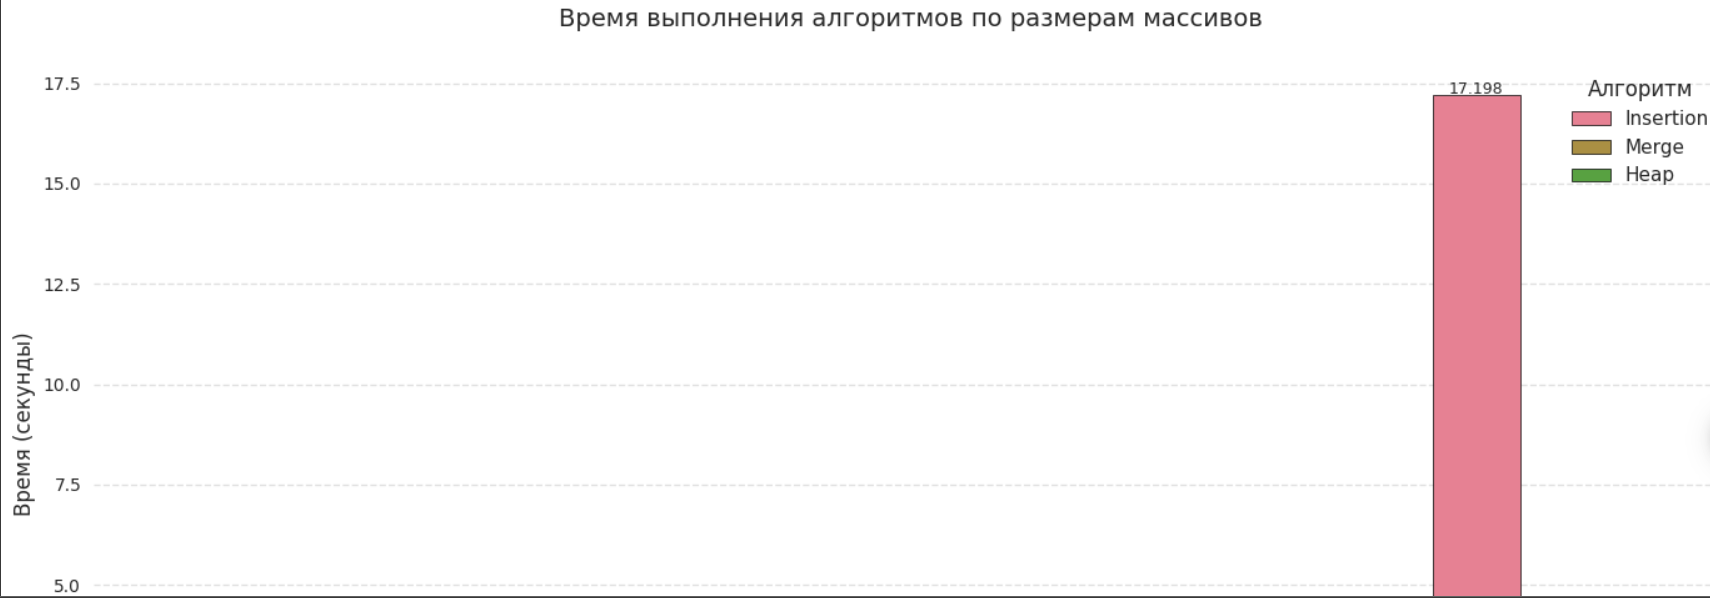 Время выполнения алгоритмов по размерам массивов
17.5
17.198
Алгоритм
Insertion
Merge
Heap
15.0
12.5
10.0
7.5
5.0
Время (секунды)